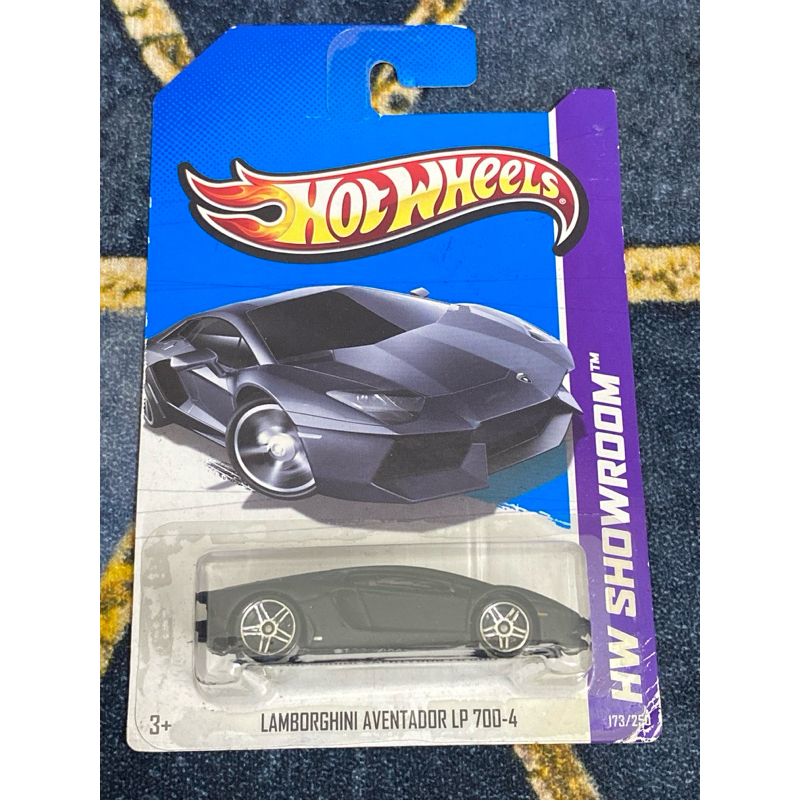 HOT WHEELS®
HW SHOWROOM™
3+
LAMBORGHINI AVENTADOR LP 700-4
173/250